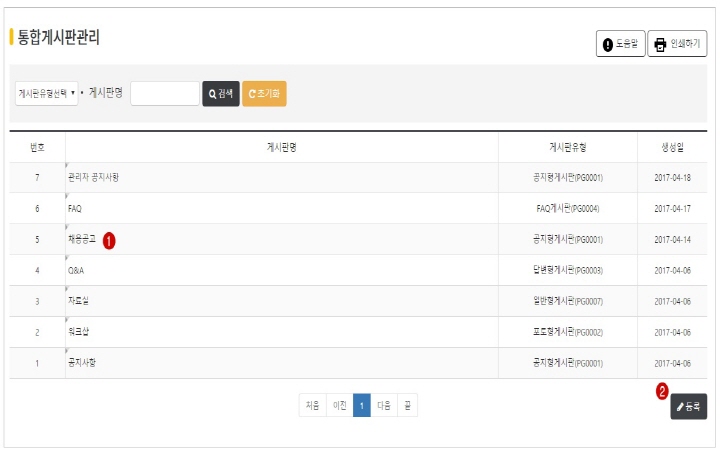 통합게시판관리
도움말 인쇄하기
게시판유형선택 게시판명 검색 초기화
번호 게시판명 게시판유형 생성일
7 관리자 공지사항 공지형게시판(PG0001) 2017-04-18
6 FAQ FAQ게시판(PG0004) 2017-04-17
5 채용공고 1 공지형게시판(PG0001) 2017-04-14
4 Q&A 답변형게시판(PG0003) 2017-04-06
3 자료실 일반형게시판(PG0007) 2017-04-06
2 워크샵 포토형게시판(PG0002) 2017-04-06
1 공지사항 공지형게시판(PG0001) 2017-04-06
2
처음 이전 1 다음 끝 등록